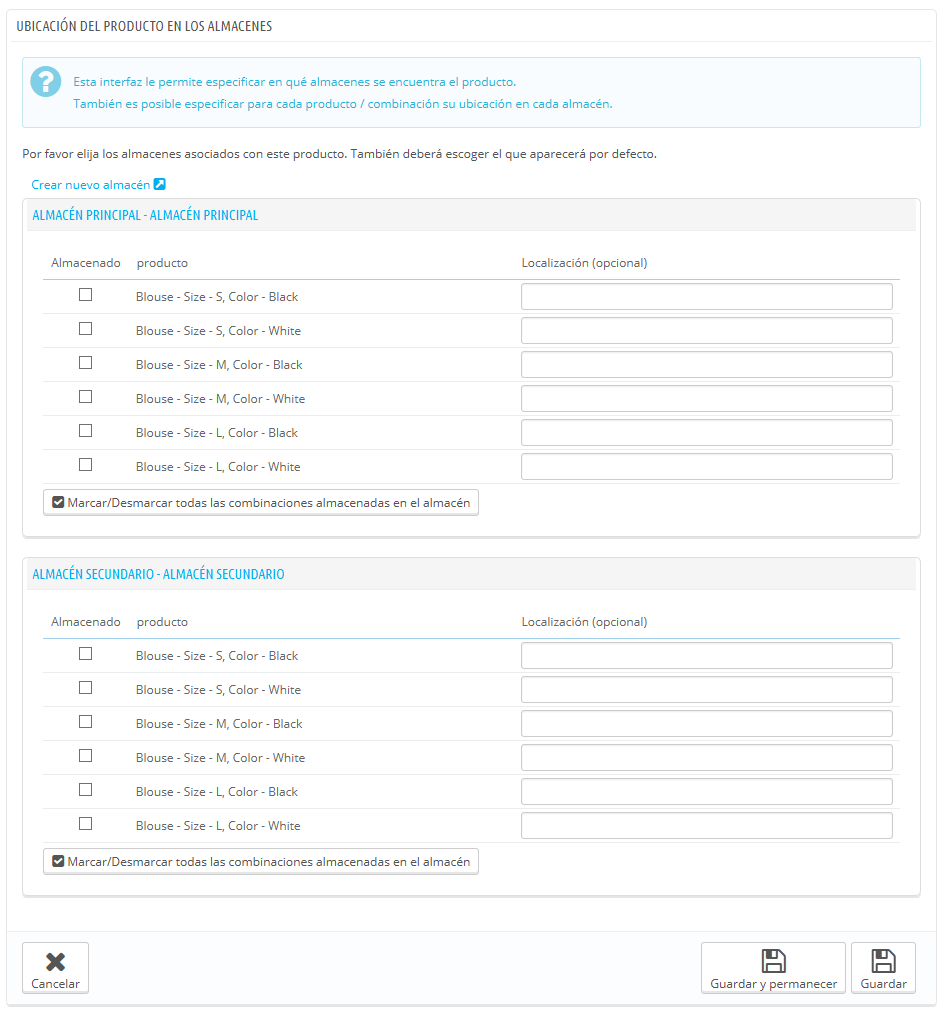 UBICACIÓN DEL PRODUCTO EN LOS ALMACENES
?
Esta interfaz le permite especificar en qué almacenes se encuentra el producto.
También es posible especificar para cada producto / combinación su ubicación en cada almacén.
Por favor elija los almacenes asociados con este producto. También deberá escoger el que aparecerá por defecto.
Crear nuevo almacén
ALMACÉN PRINCIPAL - ALMACÉN PRINCIPAL
Almacenado producto Localización (opcional)
Blouse - Size - S, Color - Black
Blouse - Size - S, Color - White
Blouse - Size - M, Color - Black
Blouse - Size - M, Color - White
Blouse - Size - L, Color - Black
Blouse - Size - L, Color - White
Marcar/Desmarcar todas las combinaciones almacenadas en el almacén
ALMACÉN SECUNDARIO - ALMACÉN SECUNDARIO
Almacenado producto Localización (opcional)
Blouse - Size - S, Color - Black
Blouse - Size - S, Color - White
Blouse - Size - M, Color - Black
Blouse - Size - M, Color - White
Blouse - Size - L, Color - Black
Blouse - Size - L, Color - White
Marcar/Desmarcar todas las combinaciones almacenadas en el almacén
Cancelar Guardar y permanecer Guardar